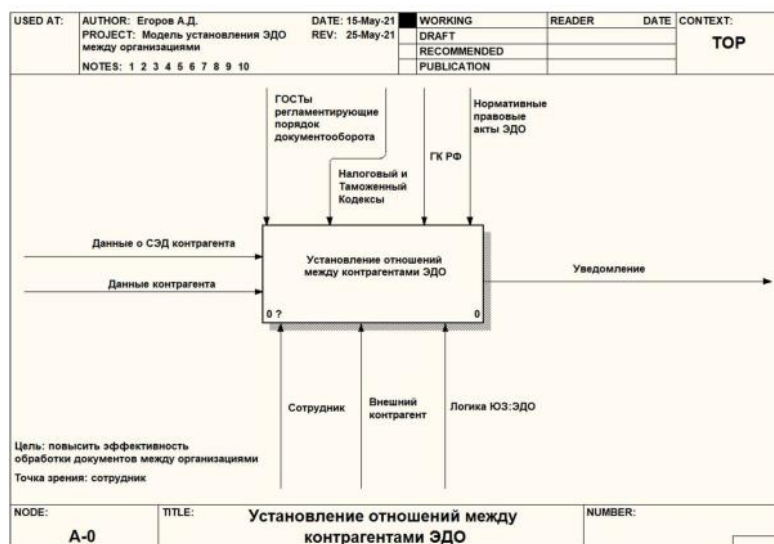 USED AT:
AUTHOR: Егоров А.Д.
DATE: 15-May-21
PROJECT: Модель установления ЭДО
REV: 25-May-21
между организациями
NOTES: 1 2 3 4 5 6 7 8 9 10
WORKING
DRAFT
RECOMMENDED
PUBLICATION
READER
DATE
CONTEXT:
TOP
ГОСТы
регламентирующие
порядок
документооборота
Налоговый и
Таможенный
Кодексы
ГК РФ
Нормативные
правовые
акты ЭДО
Данные о СЭД контрагента
Данные контрагента
Установление отношений
между контрагентами ЭДО
0 ?
0
Уведомление
Сотрудник
Внешний
контрагент
Логика ЮЗ:ЭДО
Цель: повысить эффективность
обработки документов между организациями
Точка зрения: сотрудник
NODE:
A-0
TITLE:
Установление отношений между
контрагентами ЭДО
NUMBER: